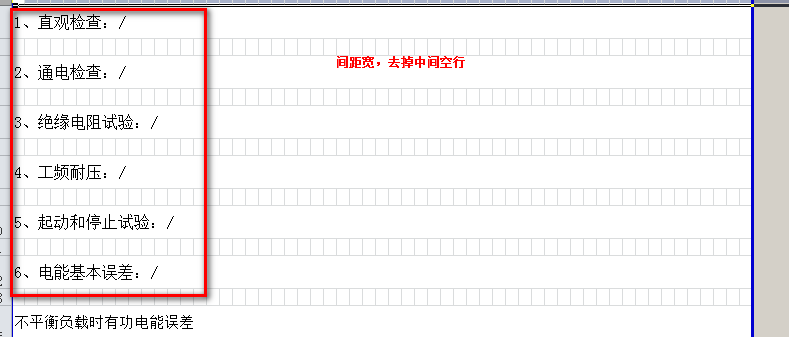 1、直观检查：/
间距宽，去掉中间空行
2、通电检查：/
3、绝缘电阻试验：/
4、工频耐压：/
5、起动和停止试验：/
6、电能基本误差：/
不平衡负载时有功电能误差